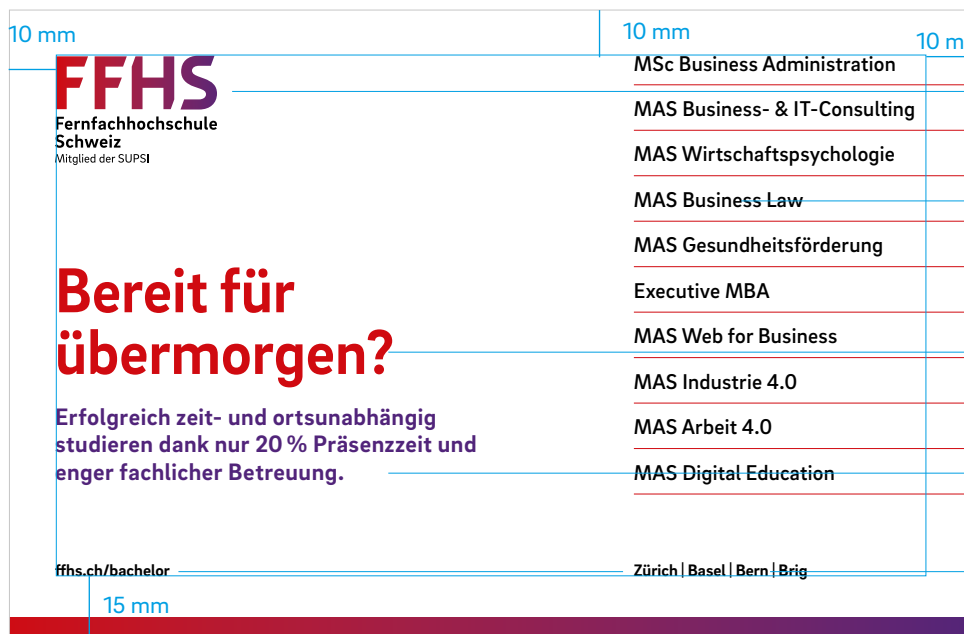 10 mm
10 mm
10 m
FFHS
Fernfachhochschule
Schweiz
Mitglied der SUPSI
MSc Business Administration
MAS Business- & IT-Consulting
MAS Wirtschaftspsychologie
MAS Business Law
MAS Gesundheitsförderung
Executive MBA
MAS Web for Business
MAS Industrie 4.0
MAS Arbeit 4.0
MAS Digital Education
Bereit für
übermorgen?
Erfolgreich zeit- und ortsunabhängig
studieren dank nur 20 % Präsenzzeit und
enger fachlicher Betreuung.
ffhs.ch/bachelor
Zürich | Basel | Bern | Brig
15 mm